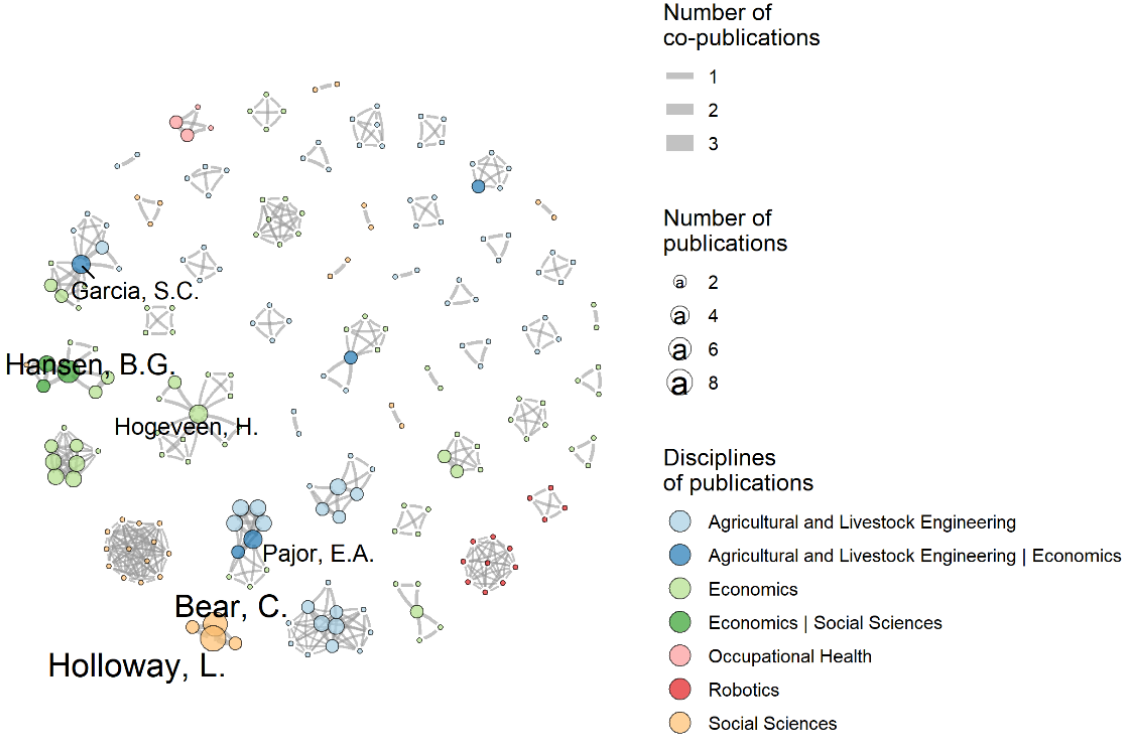 Number of
co-publications
1
2
3
Number of
publications
a 2
a 4
a 6
a 8
Disciplines
of publications
Agricultural and Livestock Engineering
Agricultural and Livestock Engineering | Economics
Economics
Economics | Social Sciences
Occupational Health
Robotics
Social Sciences
Garcia, S.C.
Hansen, B.G.
Hogeveen, H.
Pajor, E.A.
Bear, C.
Holloway, L.